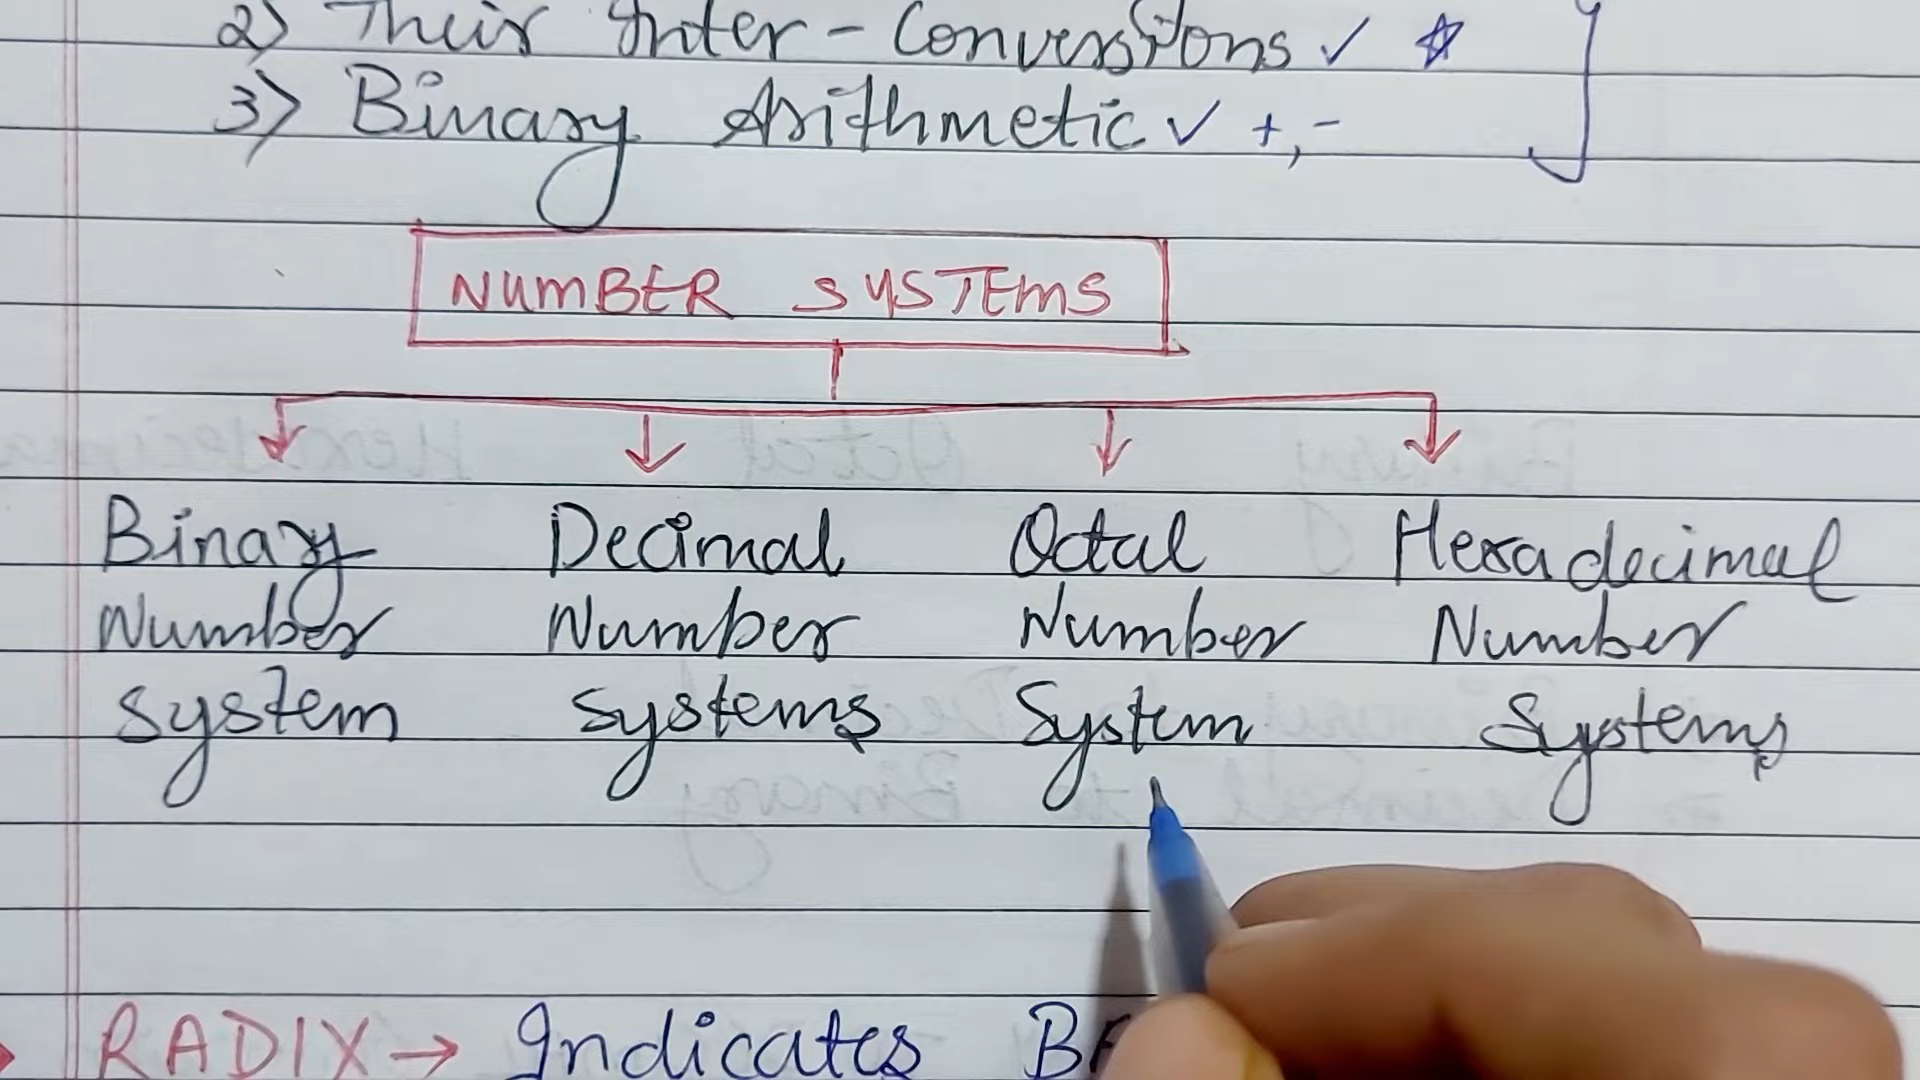 2) Their Inter-Conversions ✓ ☆
3) Binary Arithmetic ✓ +, -
NUMBER SYSTEMS
Binary Decimal Octal Hexadecimal
Number Number Number Number
System Systems System Systems
RADIX → Indicates